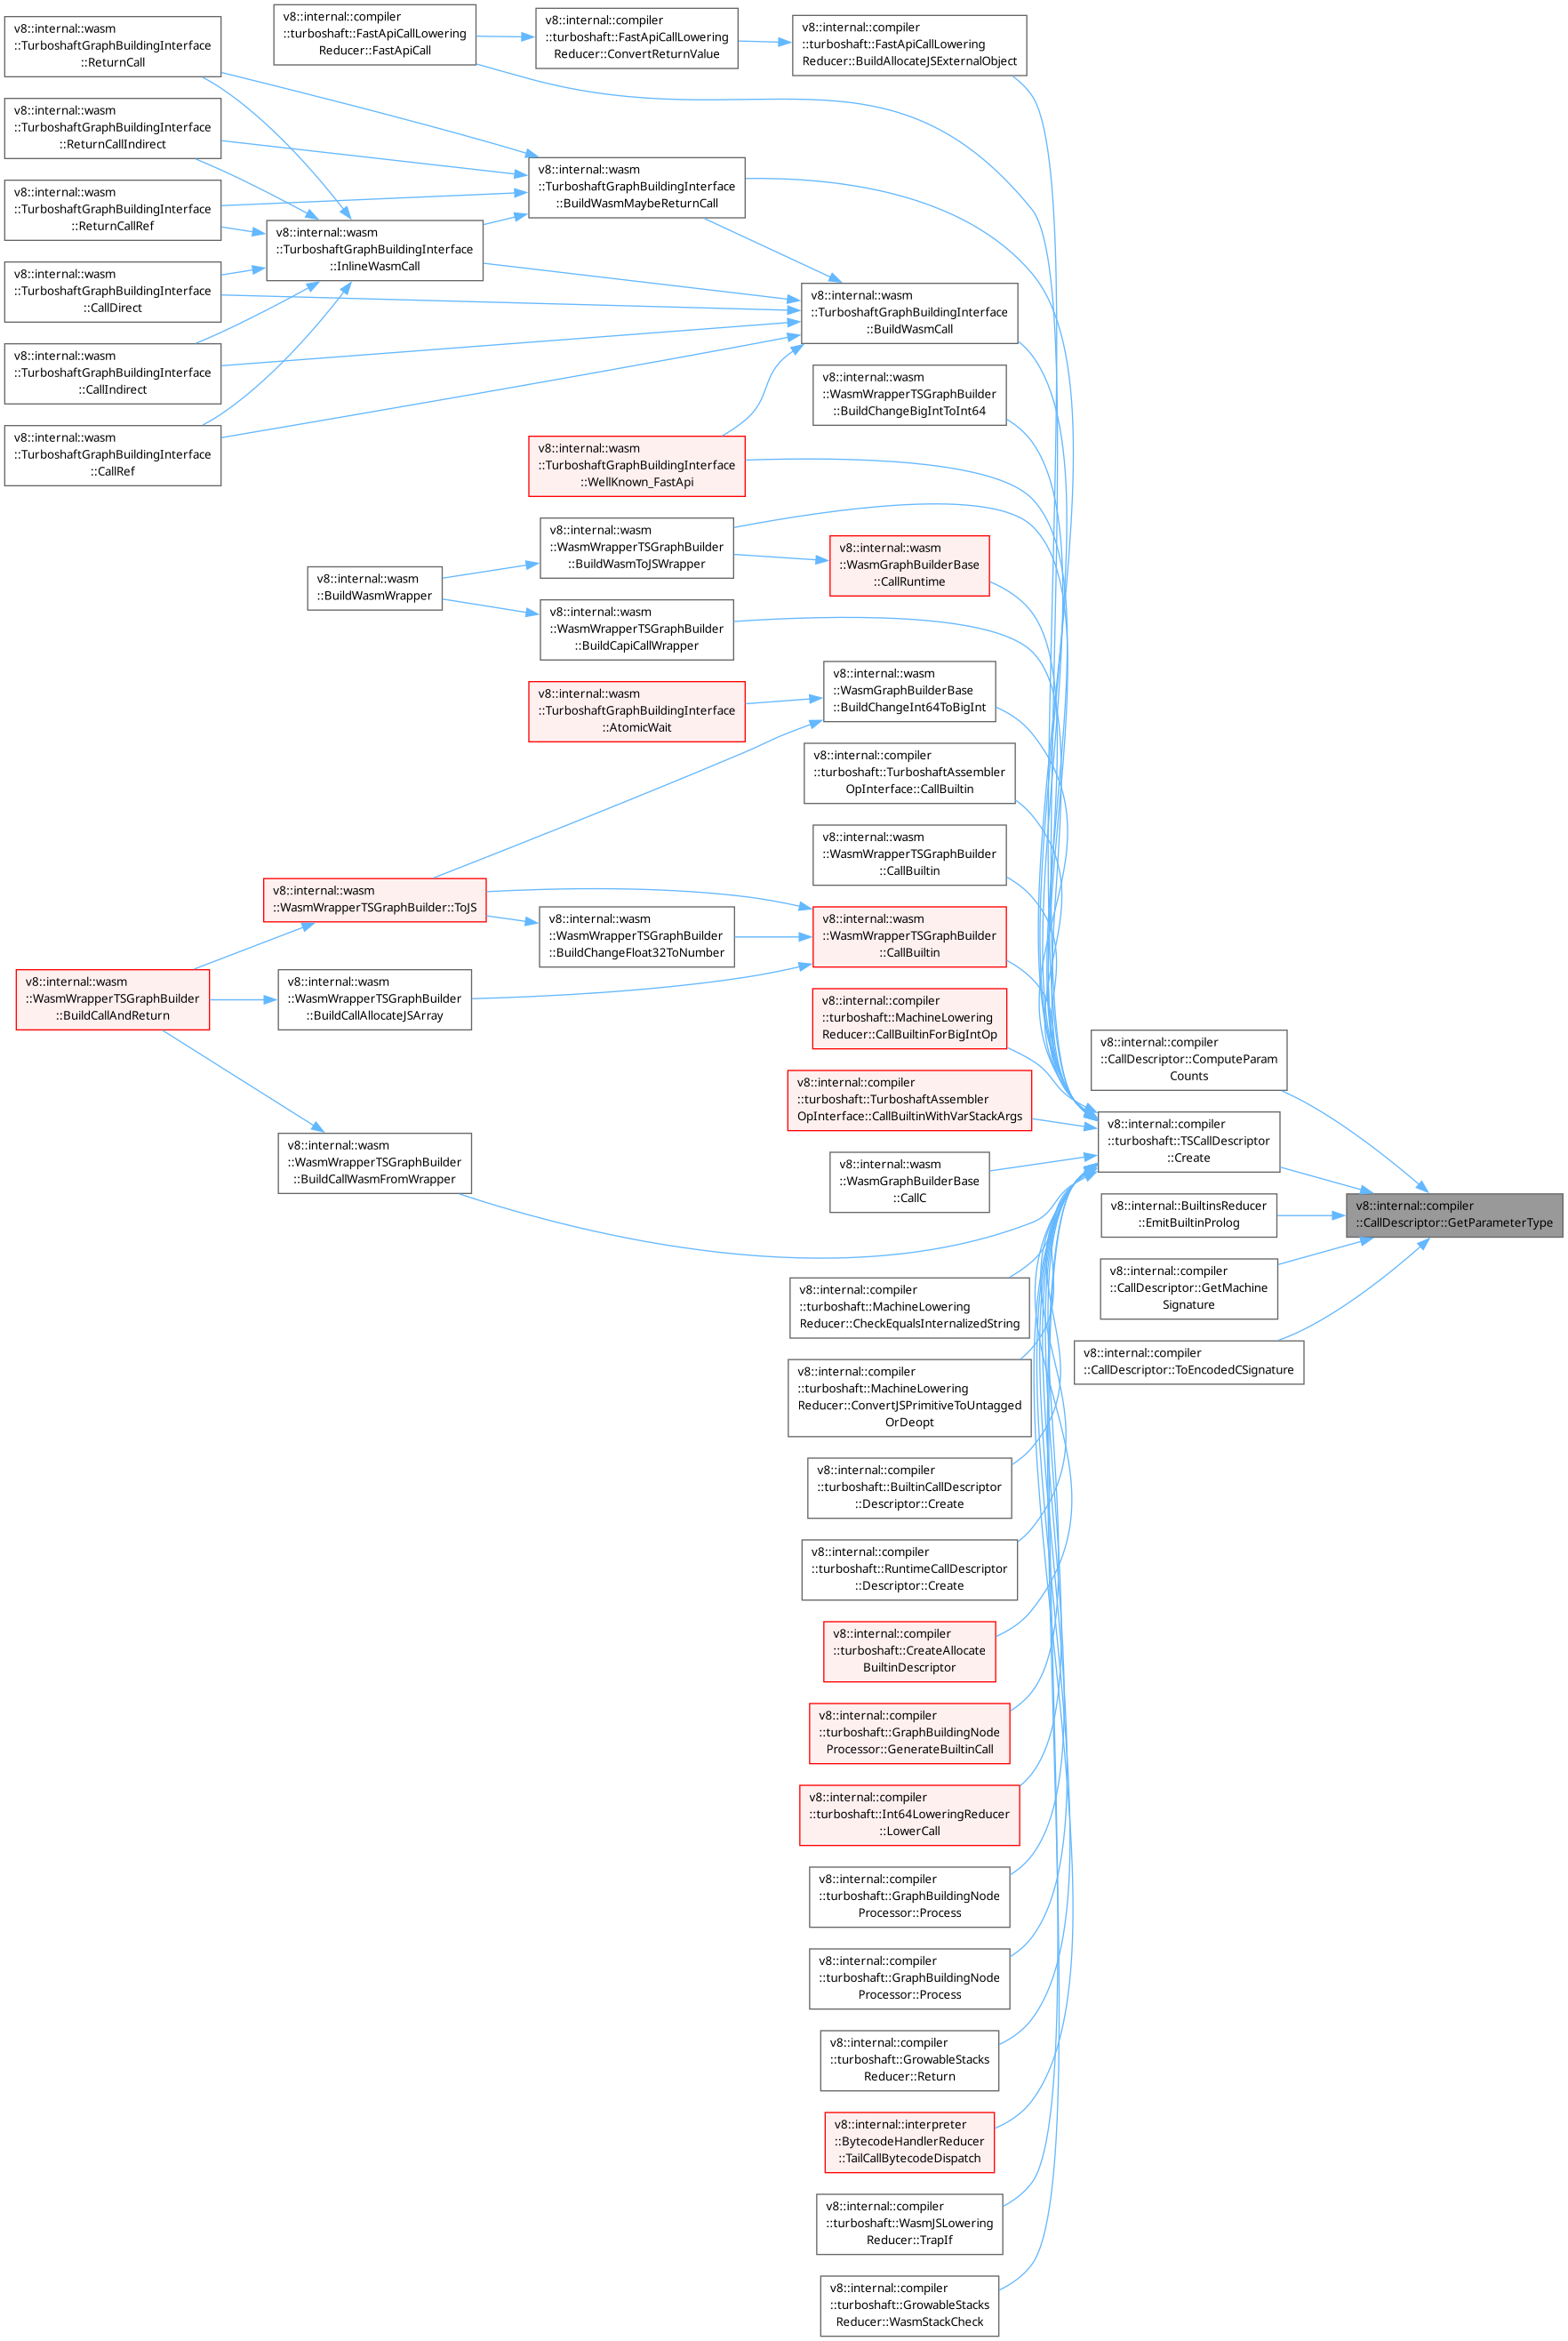 v8::internal::wasm
::TurboshaftGraphBuildingInterface
::ReturnCall
v8::internal::wasm
::TurboshaftGraphBuildingInterface
::ReturnCallIndirect
v8::internal::wasm
::TurboshaftGraphBuildingInterface
::ReturnCallRef
v8::internal::wasm
::TurboshaftGraphBuildingInterface
::CallDirect
v8::internal::wasm
::TurboshaftGraphBuildingInterface
::CallIndirect
v8::internal::wasm
::TurboshaftGraphBuildingInterface
::CallRef
v8::internal::wasm
::WasmWrapperTSGraphBuilder
::BuildCallAndReturn
v8::internal::compiler
::turboshaft::FastApiCallLowering
Reducer::FastApiCall
v8::internal::wasm
::TurboshaftGraphBuildingInterface
::InlineWasmCall
v8::internal::wasm
::BuildWasmWrapper
v8::internal::wasm
::WasmWrapperTSGraphBuilder::ToJS
v8::internal::wasm
::WasmWrapperTSGraphBuilder
::BuildCallAllocateJSArray
v8::internal::wasm
::WasmWrapperTSGraphBuilder
::BuildCallWasmFromWrapper
v8::internal::compiler
::turboshaft::FastApiCallLowering
Reducer::ConvertReturnValue
v8::internal::wasm
::TurboshaftGraphBuildingInterface
::BuildWasmMaybeReturnCall
v8::internal::wasm
::TurboshaftGraphBuildingInterface
::WellKnown_FastApi
v8::internal::wasm
::WasmWrapperTSGraphBuilder
::BuildWasmToJSWrapper
v8::internal::wasm
::WasmWrapperTSGraphBuilder
::BuildCapiCallWrapper
v8::internal::wasm
::TurboshaftGraphBuildingInterface
::AtomicWait
v8::internal::wasm
::WasmWrapperTSGraphBuilder
::BuildChangeFloat32ToNumber
v8::internal::compiler
::turboshaft::FastApiCallLowering
Reducer::BuildAllocateJSExternalObject
v8::internal::wasm
::TurboshaftGraphBuildingInterface
::BuildWasmCall
v8::internal::wasm
::WasmWrapperTSGraphBuilder
::BuildChangeBigIntToInt64
v8::internal::wasm
::WasmGraphBuilderBase
::CallRuntime
v8::internal::wasm
::WasmGraphBuilderBase
::BuildChangeInt64ToBigInt
v8::internal::compiler
::turboshaft::TurboshaftAssembler
OpInterface::CallBuiltin
v8::internal::wasm
::WasmWrapperTSGraphBuilder
::CallBuiltin
v8::internal::wasm
::WasmWrapperTSGraphBuilder
::CallBuiltin
v8::internal::compiler
::turboshaft::MachineLowering
Reducer::CallBuiltinForBigIntOp
v8::internal::compiler
::turboshaft::TurboshaftAssembler
OpInterface::CallBuiltinWithVarStackArgs
v8::internal::wasm
::WasmGraphBuilderBase
::CallC
v8::internal::compiler
::turboshaft::MachineLowering
Reducer::CheckEqualsInternalizedString
v8::internal::compiler
::turboshaft::MachineLowering
Reducer::ConvertJSPrimitiveToUntagged
OrDeopt
v8::internal::compiler
::turboshaft::BuiltinCallDescriptor
::Descriptor::Create
v8::internal::compiler
::turboshaft::RuntimeCallDescriptor
::Descriptor::Create
v8::internal::compiler
::turboshaft::CreateAllocate
BuiltinDescriptor
v8::internal::compiler
::turboshaft::GraphBuildingNode
Processor::GenerateBuiltinCall
v8::internal::compiler
::turboshaft::Int64LoweringReducer
::LowerCall
v8::internal::compiler
::turboshaft::GraphBuildingNode
Processor::Process
v8::internal::compiler
::turboshaft::GraphBuildingNode
Processor::Process
v8::internal::compiler
::turboshaft::GrowableStacks
Reducer::Return
v8::internal::interpreter
::BytecodeHandlerReducer
::TailCallBytecodeDispatch
v8::internal::compiler
::turboshaft::WasmJSLowering
Reducer::TrapIf
v8::internal::compiler
::turboshaft::GrowableStacks
Reducer::WasmStackCheck
v8::internal::compiler
::CallDescriptor::ComputeParam
Counts
v8::internal::compiler
::turboshaft::TSCallDescriptor
::Create
v8::internal::BuiltinsReducer
::EmitBuiltinProlog
v8::internal::compiler
::CallDescriptor::GetMachine
Signature
v8::internal::compiler
::CallDescriptor::ToEncodedCSignature
v8::internal::compiler
::CallDescriptor::GetParameterType